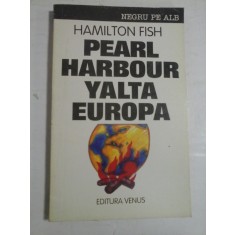 NEGRU PE ALB
HAMILTON FISH
PEARL
HARBOUR
YALTA
EUROPA
EDITURA VENUS